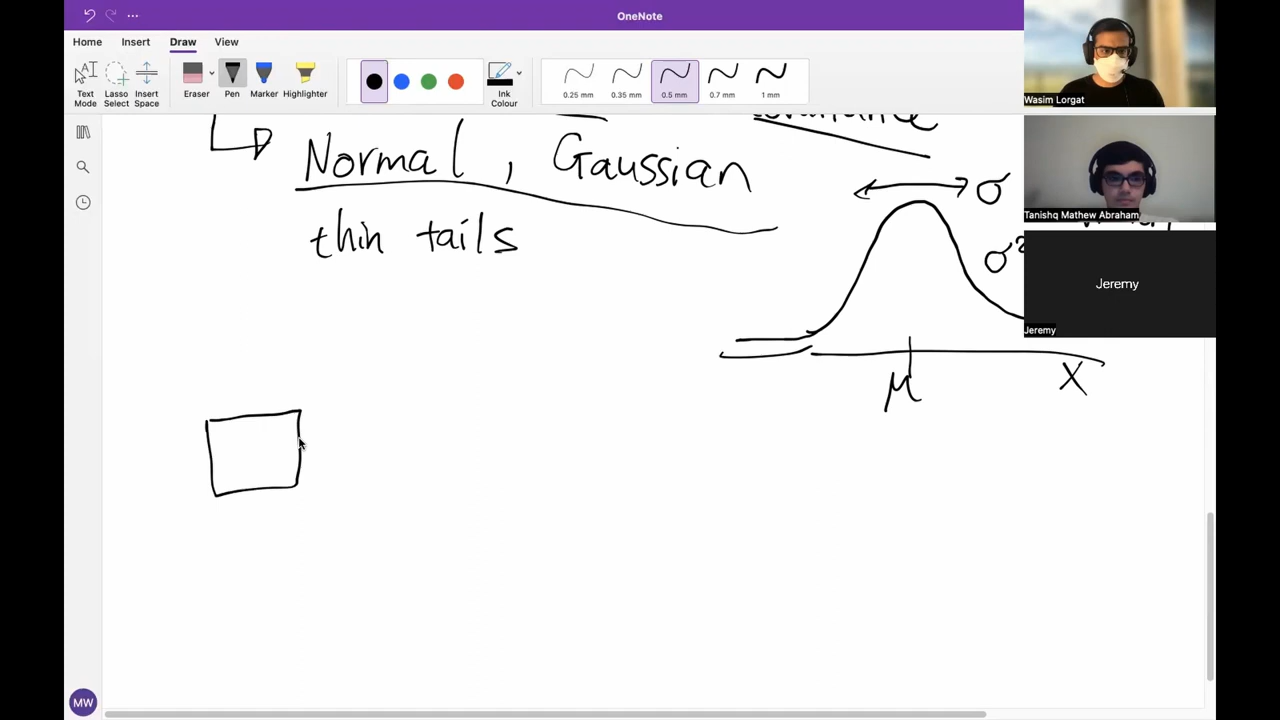 OneNote
Home Insert Draw View
Text Mode
Lasso Select
Insert Space
Eraser
Pen
Marker
Highlighter
Ink Colour
0.25 mm
0.35 mm
0.5 mm
0.7 mm
1 mm
Wasim Lorgat
Tanishq Mathew Abraham
Jeremy
Jeremy
Normal, Gaussian
thin tails
σ
σ²
μ
x
MW